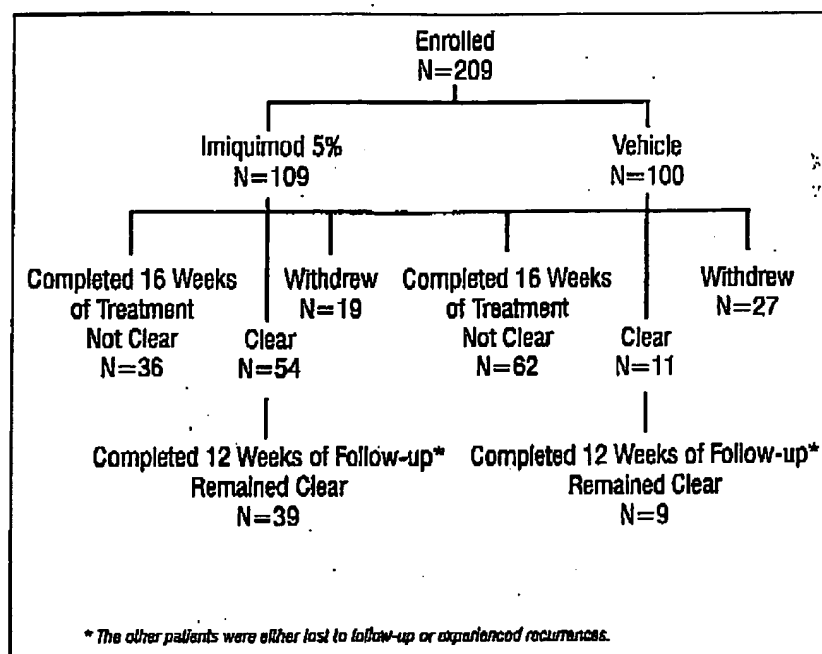 Enrolled
N=209
Imiquimod 5%
N=109
Vehicle
N=100
Completed 16 Weeks
of Treatment
Not Clear
N=36
Clear
N=54
Withdrew
N=19
Completed 16 Weeks
of Treatment
Not Clear
N=62
Clear
N=11
Withdrew
N=27
Completed 12 Weeks of Follow-up*
Remained Clear
N=39
Completed 12 Weeks of Follow-up*
Remained Clear
N=9
* The other patients were either lost to follow-up or experienced recurrences.